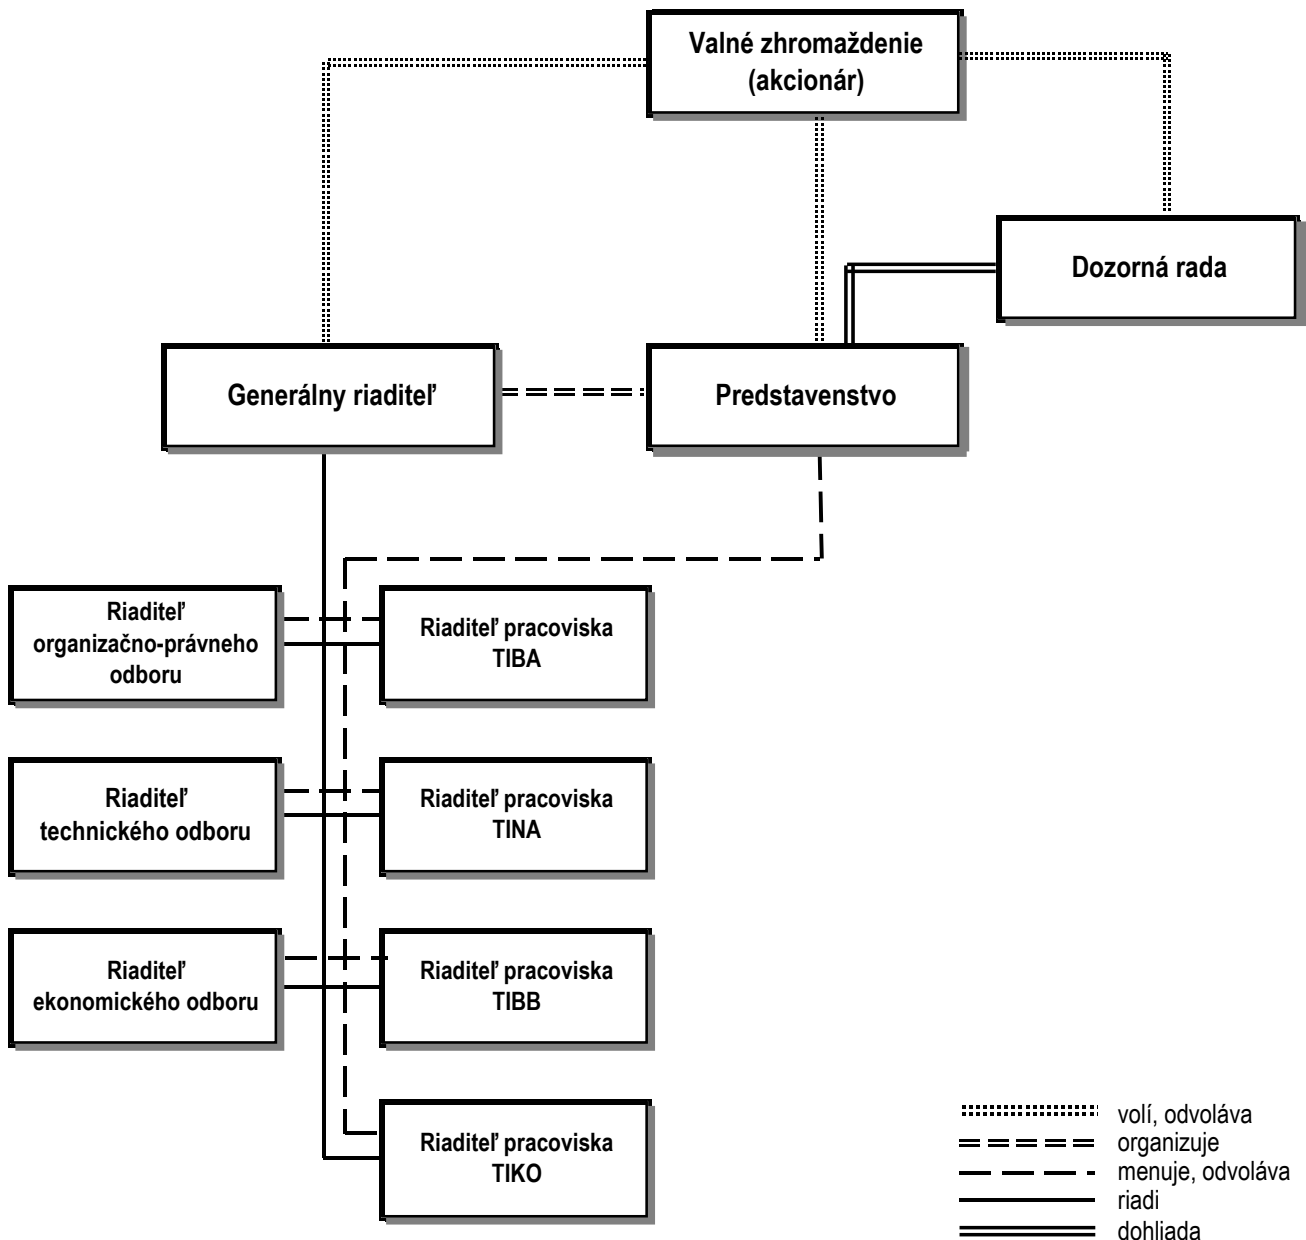 Valné zhromaždenie
(akcionár)
Dozorná rada
Generálny riaditeľ
Predstavenstvo
Riaditeľ
organizačno-právneho
odboru
Riaditeľ pracoviska
TIBA
Riaditeľ
technického odboru
Riaditeľ pracoviska
TINA
Riaditeľ
ekonomického odboru
Riaditeľ pracoviska
TIBB
Riaditeľ pracoviska
TIKO
volí, odvoláva
organizuje
menuje, odvoláva
riadi
dohliada